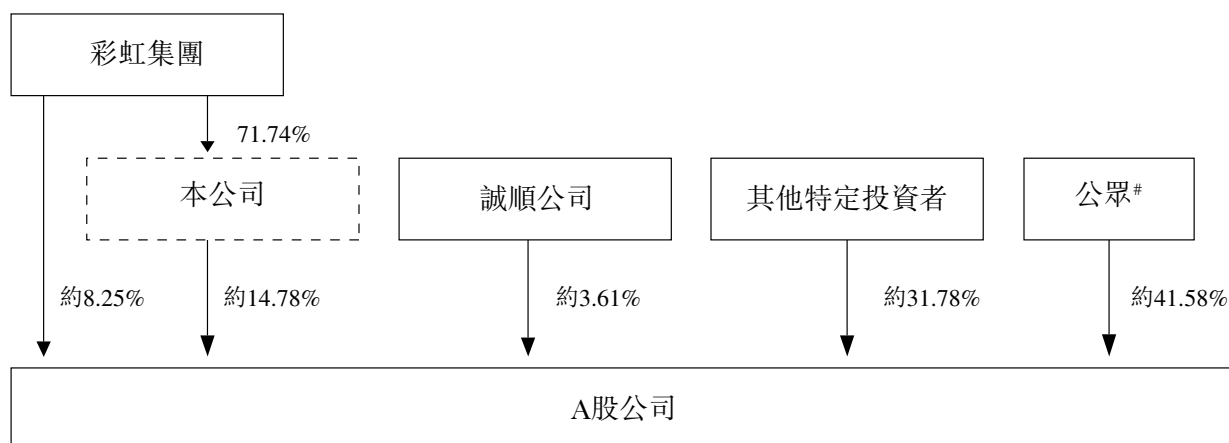 彩虹集團
71.74%
本公司
誠順公司
其他特定投資者
公眾#
約8.25%
約14.78%
約3.61%
約31.78%
約41.58%
A股公司